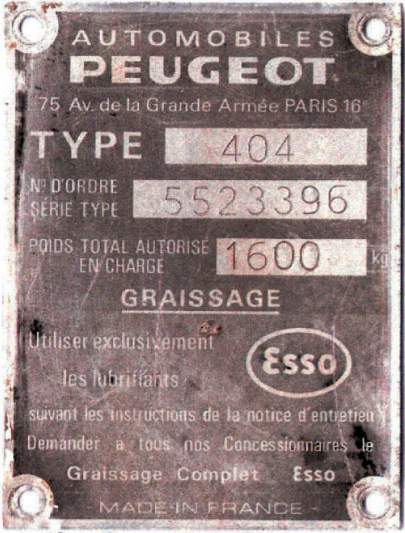 AUTOMOBILES
PEUGEOT
75 Av. de la Grande Armée PARIS 16e
TYPE 404
N° D'ORDRE
SÉRIE TYPE 5523396
POIDS TOTAL AUTORISÉ
EN CHARGE 1600 kg
GRAISSAGE
Utiliser exclusivement
les lubrifiants
Esso
suivant les instructions de la notice d'entretien
Demander a tous nos Concessionnaires le
Graissage Complet Esso
- MADE IN FRANCE -